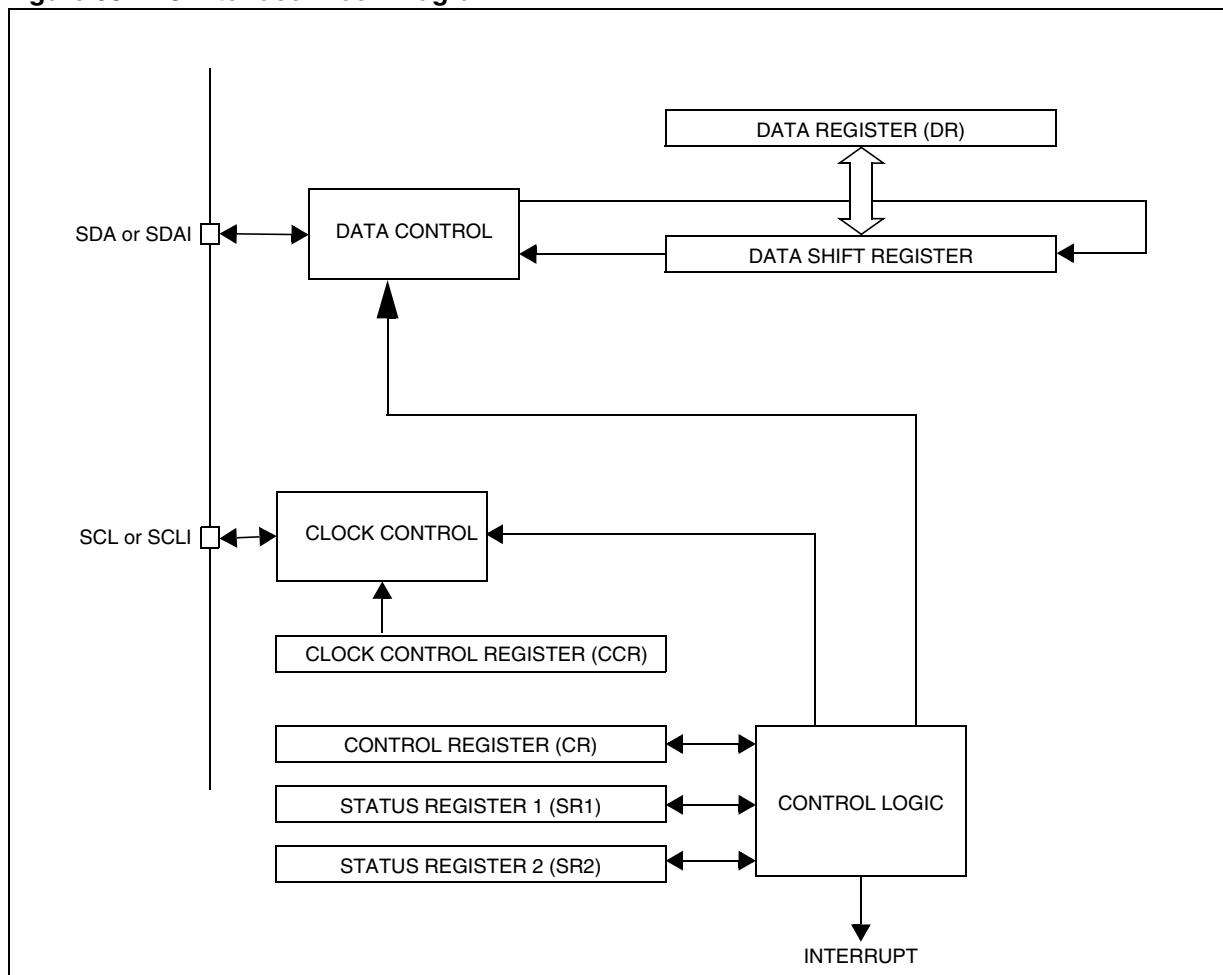 DATA REGISTER (DR)
SDA or SDAI
DATA CONTROL
DATA SHIFT REGISTER
SCL or SCLI
CLOCK CONTROL
CLOCK CONTROL REGISTER (CCR)
CONTROL REGISTER (CR)
STATUS REGISTER 1 (SR1)
CONTROL LOGIC
STATUS REGISTER 2 (SR2)
INTERRUPT